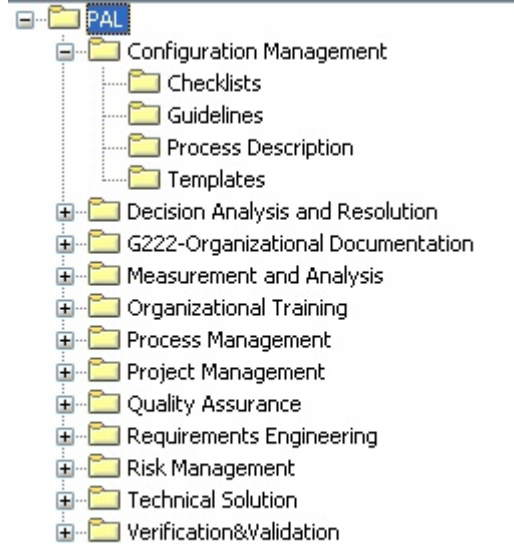 PAL
Configuration Management
Checklists
Guidelines
Process Description
Templates
Decision Analysis and Resolution
G222-Organizational Documentation
Measurement and Analysis
Organizational Training
Process Management
Project Management
Quality Assurance
Requirements Engineering
Risk Management
Technical Solution
Verification&Validation